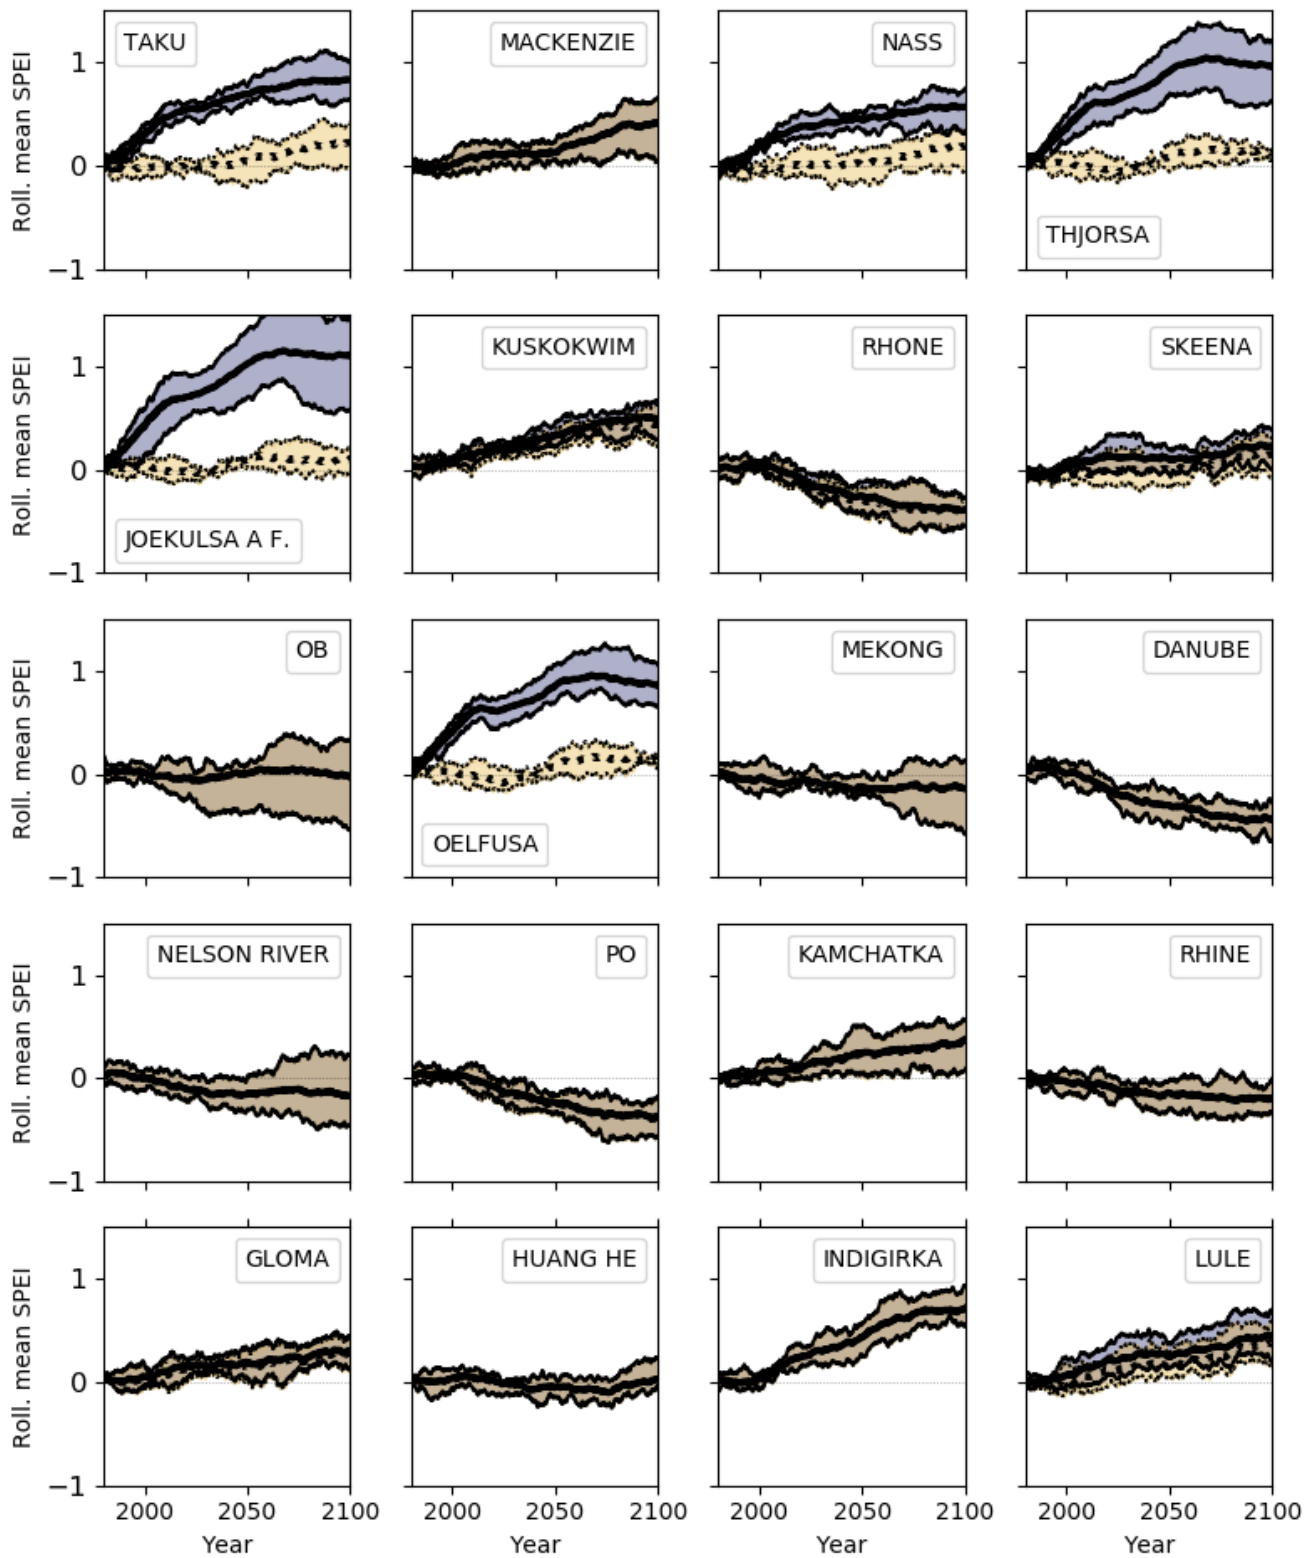 TAKU
MACKENZIE
NASS
THJORSA
Roll. mean SPEI
1
0
−1
JOEKULSA A F.
KUSKOKWIM
RHONE
SKEENA
Roll. mean SPEI
1
0
−1
OB
OELFUSA
MEKONG
DANUBE
Roll. mean SPEI
1
0
−1
NELSON RIVER
PO
KAMCHATKA
RHINE
Roll. mean SPEI
1
0
−1
GLOMA
HUANG HE
INDIGIRKA
LULE
Roll. mean SPEI
1
0
−1
2000 2050 2100
2000 2050 2100
2000 2050 2100
2000 2050 2100
Year
Year
Year
Year